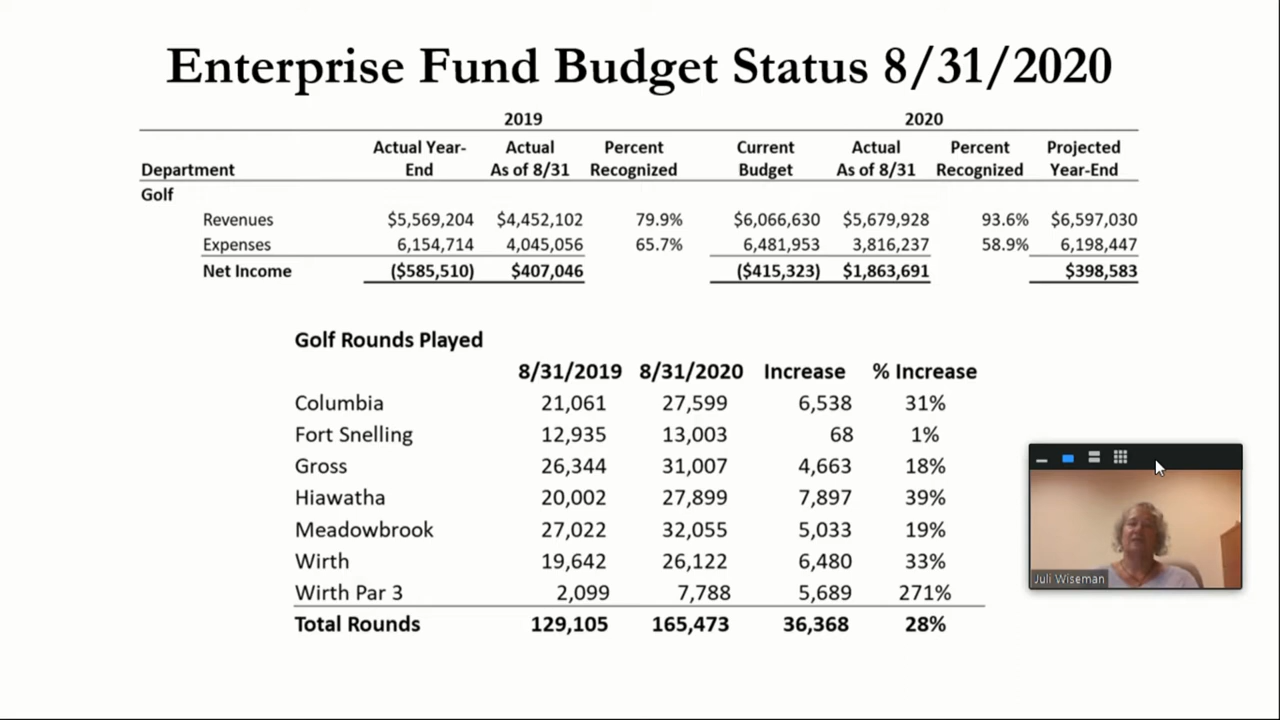 Enterprise Fund Budget Status 8/31/2020
2019 2020
Actual Year- Actual Percent Current Actual Percent Projected
Department End As of 8/31 Recognized Budget As of 8/31 Recognized Year-End
Golf
Revenues $5,569,204 $4,452,102 79.9% $6,066,630 $5,679,928 93.6% $6,597,030
Expenses 6,154,714 4,045,056 65.7% 6,481,953 3,816,237 58.9% 6,198,447
Net Income ($585,510) $407,046 ($415,323) $1,863,691 $398,583
Golf Rounds Played
8/31/2019 8/31/2020 Increase % Increase
Columbia 21,061 27,599 6,538 31%
Fort Snelling 12,935 13,003 68 1%
Gross 26,344 31,007 4,663 18%
Hiawatha 20,002 27,899 7,897 39%
Meadowbrook 27,022 32,055 5,033 19%
Wirth 19,642 26,122 6,480 33%
Wirth Par 3 2,099 7,788 5,689 271%
Total Rounds 129,105 165,473 36,368 28%
Juli Wiseman